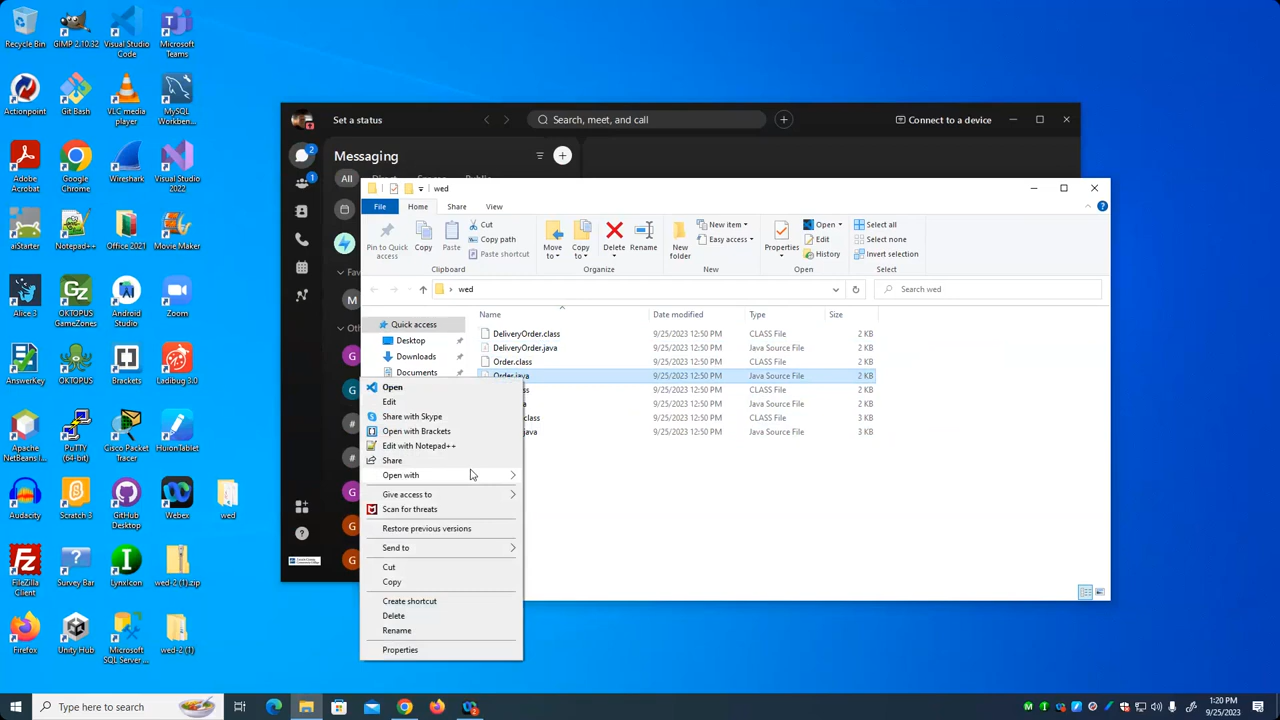 Recycle Bin
GIMP 2.10.32
Visual Studio
Code
Microsoft
Teams
Actionpoint
Git Bash
VLC media
player
MySQL
Workben...
Adobe
Acrobat
Google
Chrome
Wireshark
Visual Studio
2022
aiStarter
Notepad++
Office 2021
Movie Maker
Alice 3
OKTOPUS
GameZones
Android
Studio
Zoom
AnswerKey
OKTOPUS
Brackets
Ladibug 3.0
Apache
NetBeans I...
PuTTY
(64-bit)
Cisco Packet
Tracer
HuionTablet
Audacity
Scratch 3
GitHub
Desktop
Webex
wed
FileZilla
Client
Survey Bar
LynxIcon
wed-2 (1).zip
Firefox
Unity Hub
Microsoft
SQL Server ...
wed-2 (1)
Set a status
Search, meet, and call
Connect to a device
Messaging
2
1
All
wed
File
Home
Share
View
Pin to Quick
access
Copy
Paste
Cut
Copy path
Paste shortcut
Clipboard
Move
to
Copy
to
Delete
Rename
Organize
New
folder
New item
Easy access
New
Properties
Open
Edit
History
Open
Select all
Select none
Invert selection
Select
wed
Search wed
Name
Date modified
Type
Size
Quick access
Desktop
Downloads
Documents
DeliveryOrder.class 9/25/2023 12:50 PM CLASS File 2 KB
DeliveryOrder.java 9/25/2023 12:50 PM Java Source File 2 KB
Order.class 9/25/2023 12:50 PM CLASS File 2 KB
Order.java 9/25/2023 12:50 PM Java Source File 2 KB
9/25/2023 12:50 PM CLASS File 2 KB
9/25/2023 12:50 PM Java Source File 2 KB
class 9/25/2023 12:50 PM CLASS File 3 KB
java 9/25/2023 12:50 PM Java Source File 3 KB
Open
Edit
Share with Skype
Open with Brackets
Edit with Notepad++
Share
Open with
Give access to
Scan for threats
Restore previous versions
Send to
Cut
Copy
Create shortcut
Delete
Rename
Properties
Type here to search
1:20 PM
9/25/2023